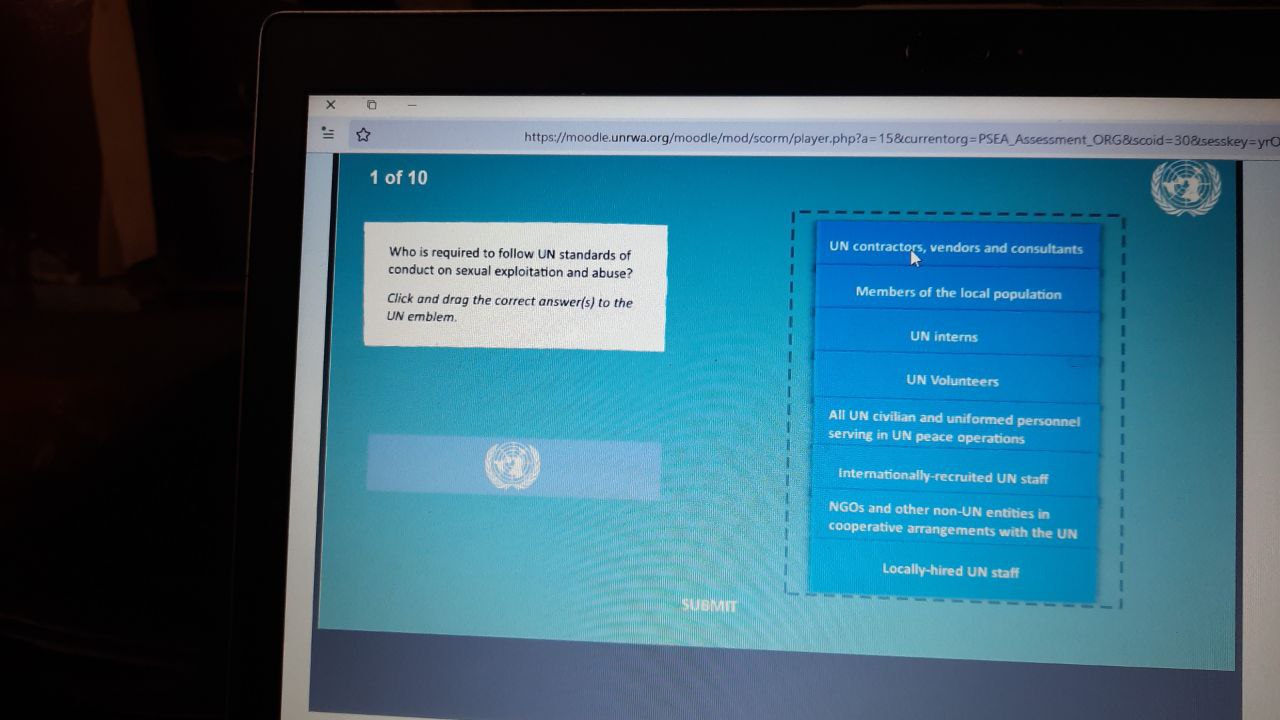 https://moodle.unrwa.org/moodle/mod/scorm/player.php?a=15&currentorg=PSEA_Assessment_ORG&scoid=30&sesskey=yrO
1 of 10
Who is required to follow UN standards of
conduct on sexual exploitation and abuse?
Click and drag the correct answer(s) to the
UN emblem.
UN contractors, vendors and consultants
Members of the local population
UN interns
UN Volunteers
All UN civilian and uniformed personnel
serving in UN peace operations
Internationally-recruited UN staff
NGOs and other non-UN entities in
cooperative arrangements with the UN
Locally-hired UN staff
SUBMIT